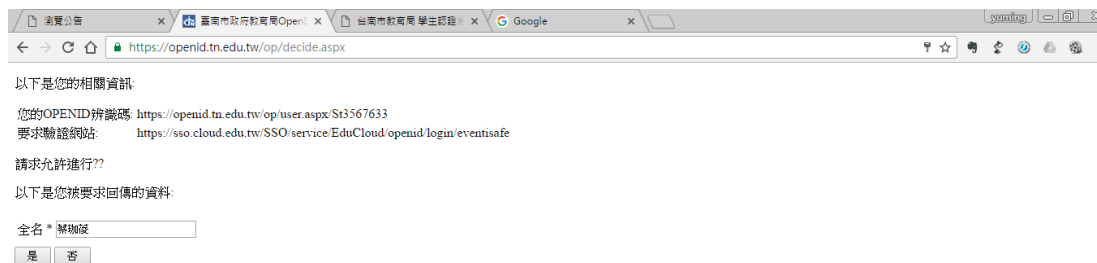 瀏覽公告
臺南市政府教育局OpenI
台南市教育局 學生認證
Google
yuming
https://openid.tn.edu.tw/op/decide.aspx
以下是您的相關資訊:
您的OPENID辨識碼: https://openid.tn.edu.tw/op/user.aspx/St3567633
要求驗證網站: https://sso.cloud.edu.tw/SSO/service/EduCloud/openid/login/eventisafe
請求允許進行??
以下是您被要求回傳的資料:
全名 *
是 否